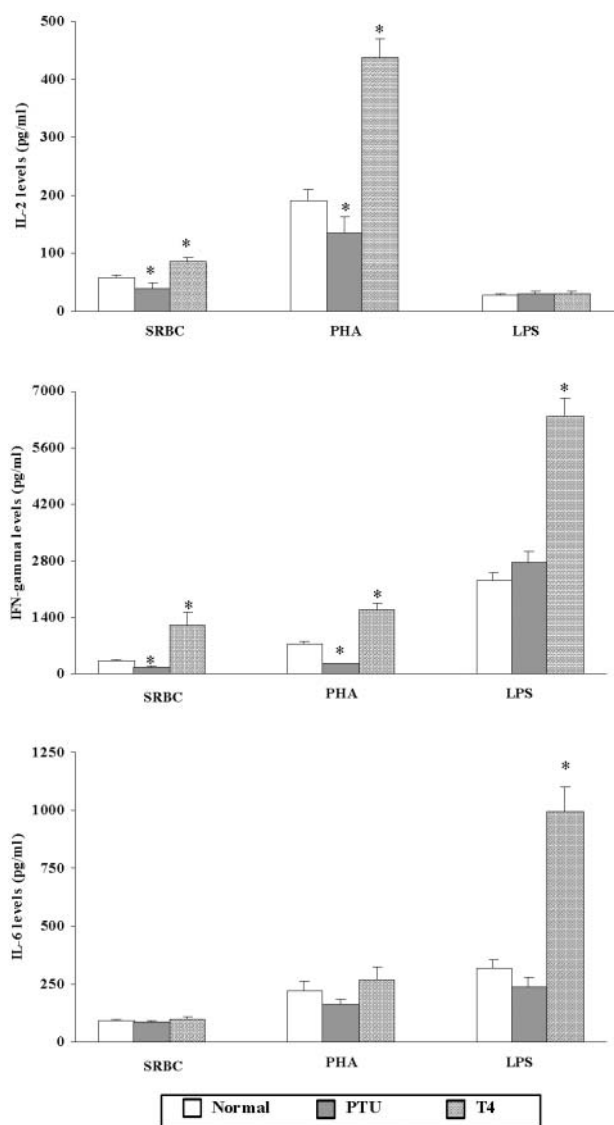 500
400
300
200
100
0
IL-2 levels (pg/ml)
* * * *
SRBC PHA LPS
7000
5600
4200
2800
1400
0
IFN-gamma levels (pg/ml)
* * * * *
SRBC PHA LPS
1250
1000
750
500
250
0
IL-6 levels (pg/ml)
*
SRBC PHA LPS
Normal PTU T4